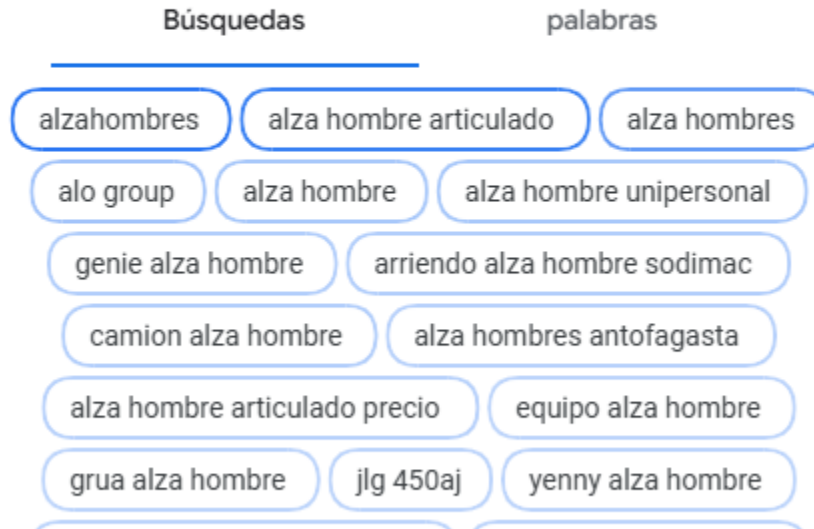 Búsquedas palabras
alzahombres alza hombre articulado alza hombres
alo group alza hombre alza hombre unipersonal
genie alza hombre arriendo alza hombre sodimac
camion alza hombre alza hombres antofagasta
alza hombre articulado precio equipo alza hombre
grua alza hombre jlg 450aj yenny alza hombre